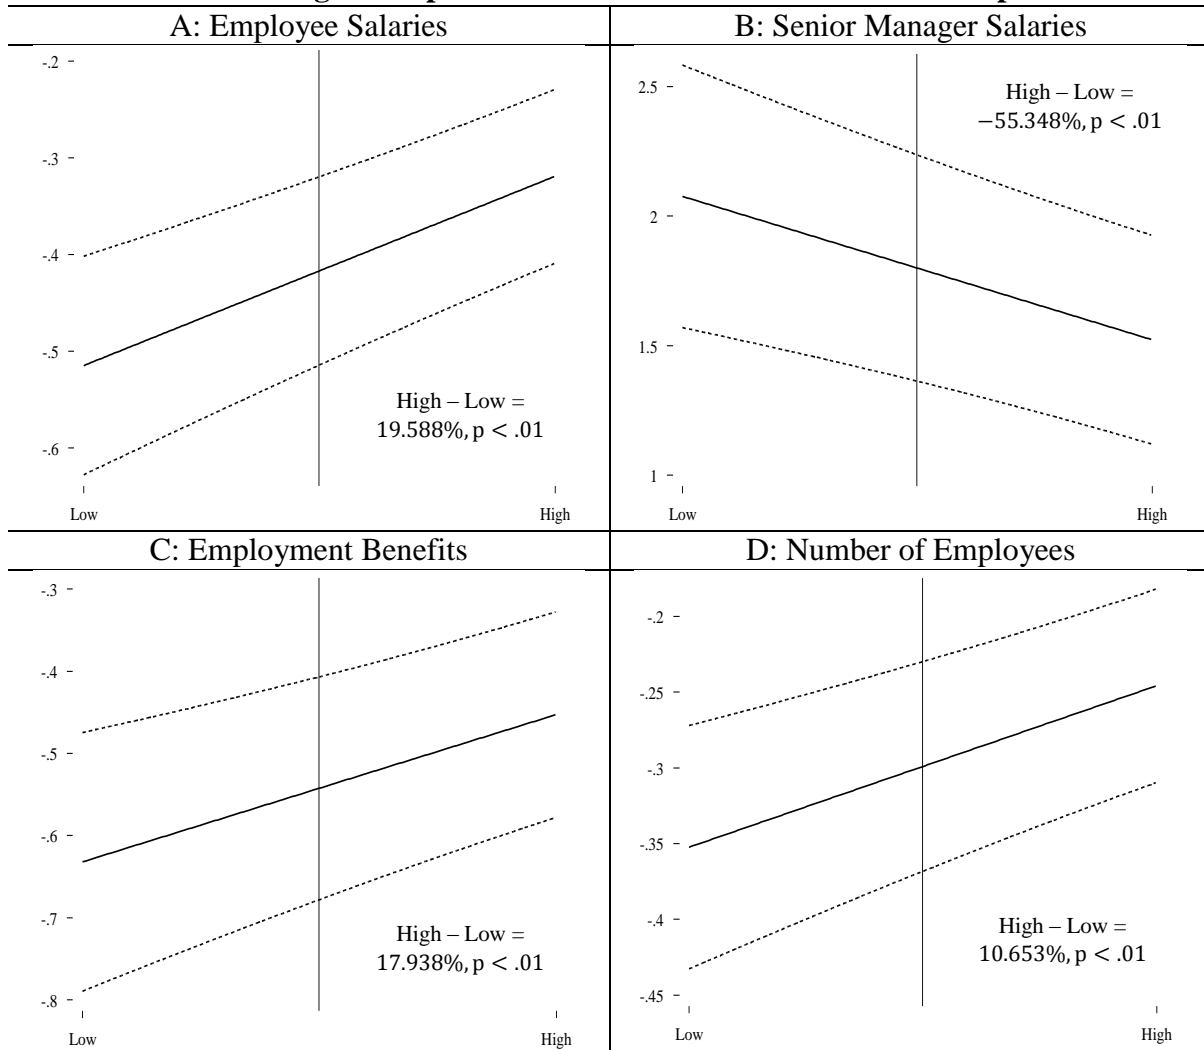 A: Employee Salaries
-.2
-.3
-.4
-.5
-.6
High – Low =
19.588%, p < .01
Low
High
B: Senior Manager Salaries
2.5
2
1.5
1
High – Low =
−55.348%, p < .01
Low
High
C: Employment Benefits
-.3
-.4
-.5
-.6
-.7
-.8
High – Low =
17.938%, p < .01
Low
High
D: Number of Employees
-.2
-.25
-.3
-.35
-.4
-.45
High – Low =
10.653%, p < .01
Low
High